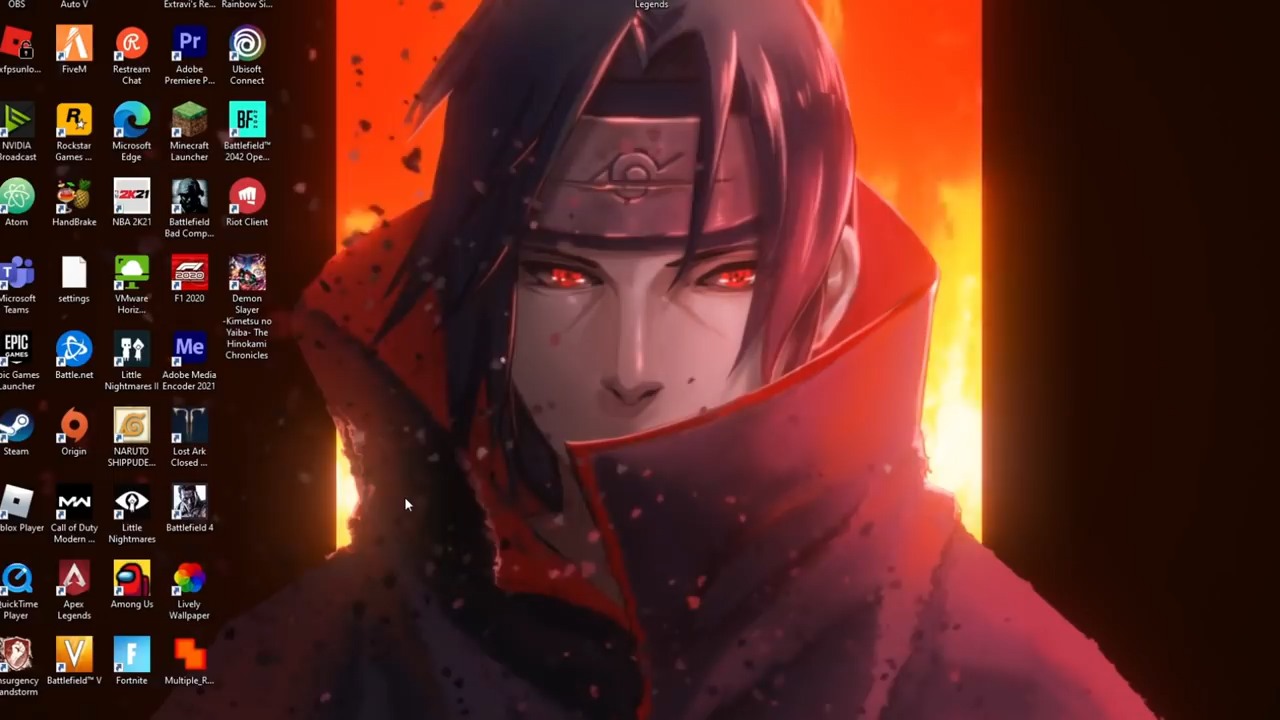 OBS
Auto V
Extravi's Re...
Rainbow Si...
Legends
xfpsunlo...
FiveM
Restream
Chat
Adobe
Premiere P...
Ubisoft
Connect
NVIDIA
Broadcast
Rockstar
Games ...
Microsoft
Edge
Minecraft
Launcher
Battlefield™
2042 Ope...
Atom
HandBrake
NBA 2K21
Battlefield
Bad Comp...
Riot Client
Microsoft
Teams
settings
VMware
Horiz...
F1 2020
Demon
Slayer
-Kimetsu no
Yaiba- The
Hinokami
Chronicles
pic Games
Launcher
Battle.net
Little
Nightmares II
Adobe Media
Encoder 2021
Steam
Origin
NARUTO
SHIPPUDE...
Lost Ark
Closed ...
blox Player
Call of Duty
Modern ...
Little
Nightmares
Battlefield 4
QuickTime
Player
Apex
Legends
Among Us
Lively
Wallpaper
nsurgency
andstorm
Battlefield™ V
Fortnite
Multiple_R...